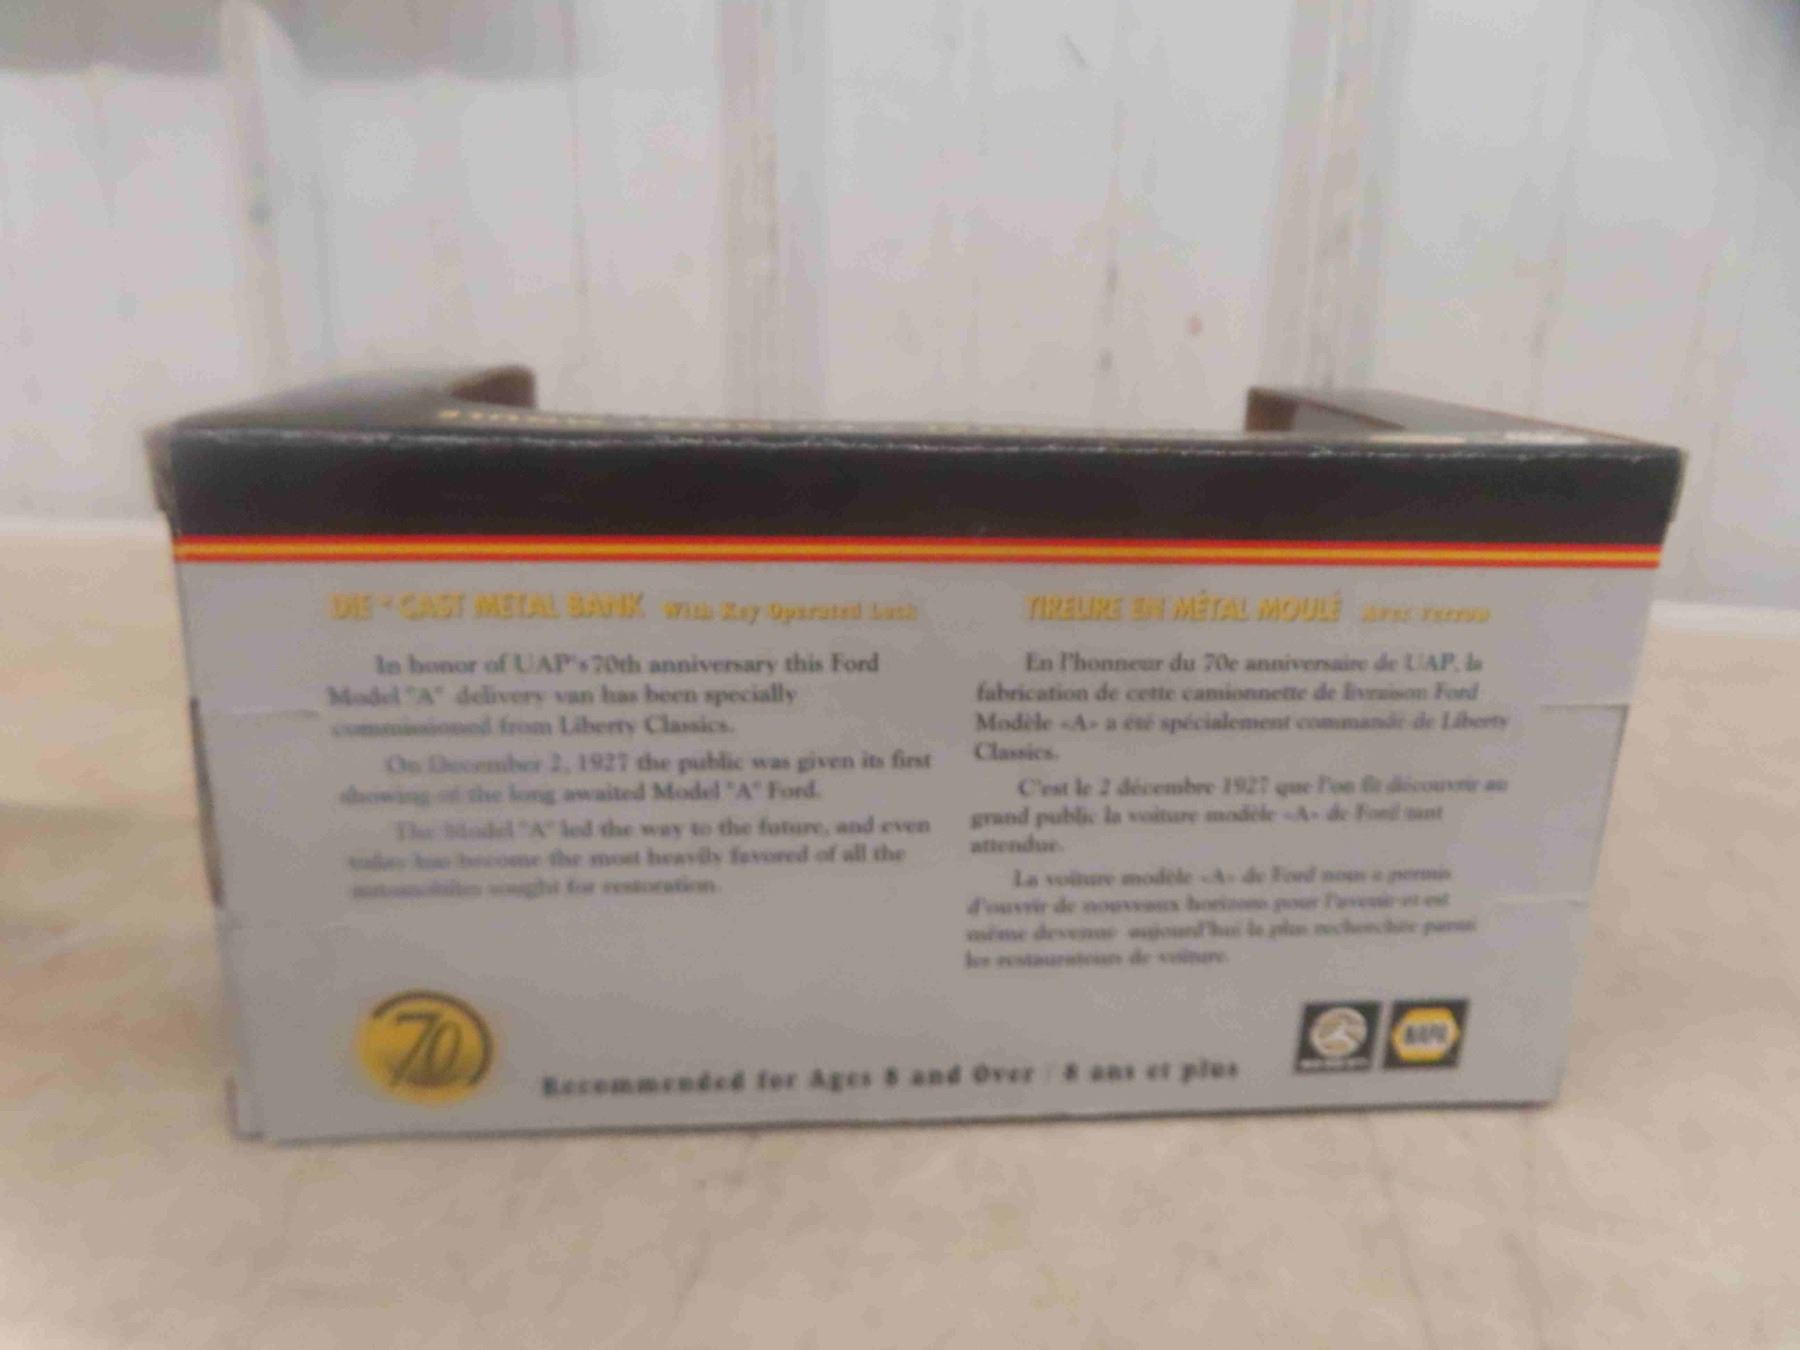 DIE - CAST METAL BANK With Key Operated Lock
In honor of UAP's 70th anniversary this Ford
Model "A" delivery van has been specially
commissioned from Liberty Classics.
On December 2, 1927 the public was given its first
showing of the long awaited Model "A" Ford.
The Model "A" led the way to the future, and even
today has become the most heavily favored of all the
automobiles sought for restoration.
TIRELIRE EN MÉTAL MOULÉ Avec verrou
En l'honneur du 70e anniversaire de UAP, la
fabrication de cette camionnette de livraison Ford
Modèle «A» a été spécialement commandé de Liberty
Classics.
C'est le 2 décembre 1927 que l'on fit découvrir au
grand public la voiture modèle «A» de Ford tant
attendue.
La voiture modèle «A» de Ford nous a permis
d'ouvrir de nouveaux horizons pour l'avenir et est
même devenue aujourd'hui la plus recherchée parmi
les restaurateurs de voiture.
70
Recommended for Ages 8 and Over / 8 ans et plus
NAPA